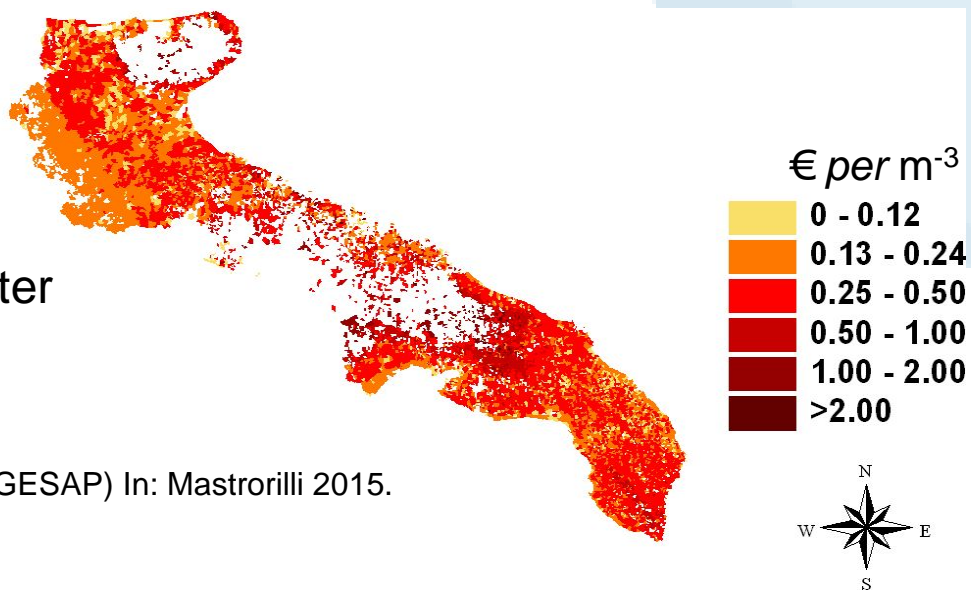 € per m-3
0 - 0.12
0.13 - 0.24
0.25 - 0.50
0.50 - 1.00
1.00 - 2.00
>2.00
ter
GESAP) In: Mastrorilli 2015.
N
W E
S